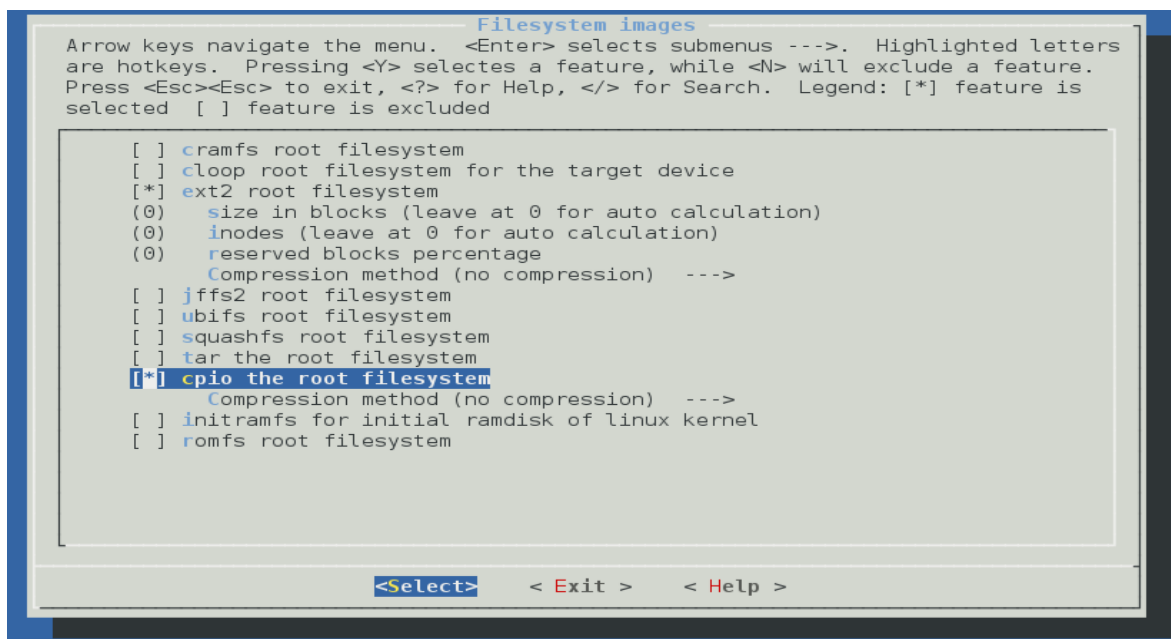 Filesystem images
Arrow keys navigate the menu.  <Enter> selects submenus --->.  Highlighted letters
are hotkeys.  Pressing <Y> selectes a feature, while <N> will exclude a feature.
Press <Esc><Esc> to exit, <?> for Help, </> for Search.  Legend: [*] feature is
selected  [ ] feature is excluded
[ ] cramfs root filesystem
[ ] cloop root filesystem for the target device
[*] ext2 root filesystem
(0)   size in blocks (leave at 0 for auto calculation)
(0)   inodes (leave at 0 for auto calculation)
(0)   reserved blocks percentage
Compression method (no compression)  --->
[ ] jffs2 root filesystem
[ ] ubifs root filesystem
[ ] squashfs root filesystem
[ ] tar the root filesystem
[*] cpio the root filesystem
Compression method (no compression)  --->
[ ] initramfs for initial ramdisk of linux kernel
[ ] romfs root filesystem
<Select>    < Exit >    < Help >